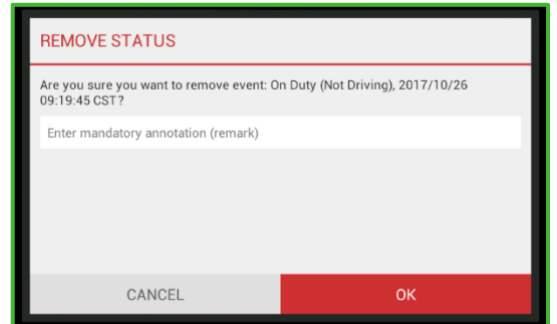 REMOVE STATUS
Are you sure you want to remove event: On Duty (Not Driving), 2017/10/26
09:19:45 CST?
Enter mandatory annotation (remark)
CANCEL
OK